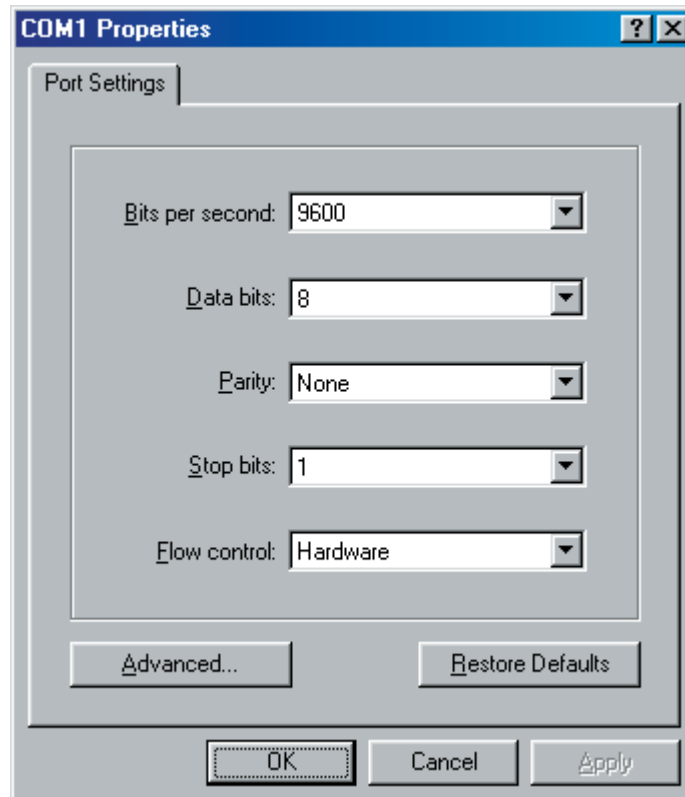 COM1 Properties
Port Settings
Bits per second: 9600
Data bits: 8
Parity: None
Stop bits: 1
Flow control: Hardware
Advanced... Restore Defaults
OK Cancel Apply